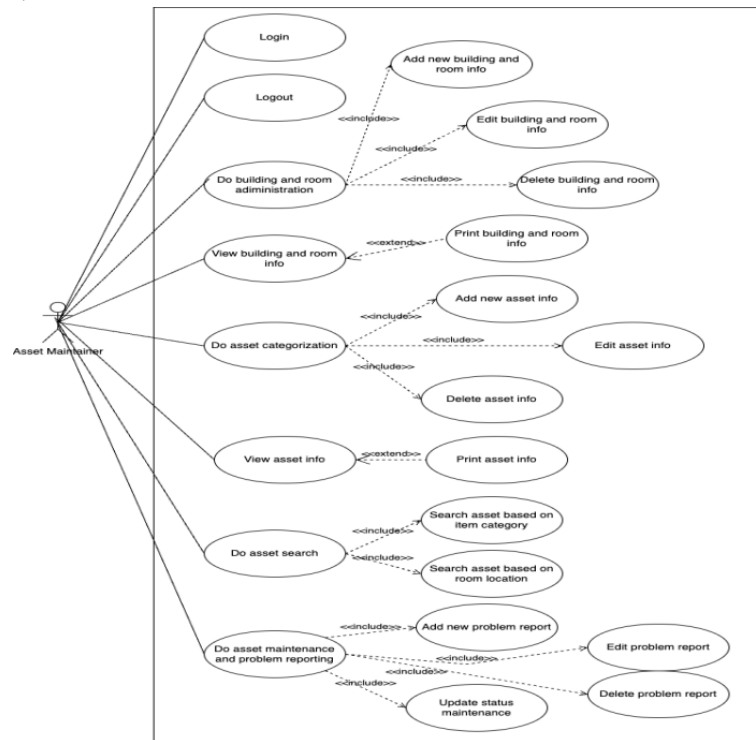 Login
Add new building and
room info
Logout
<<include>>
Edit building and room
info
<<include>>
Do building and room
adiministration
<<include>>
Delete building and room
info
View building and room
info
<<extend>>
Print building and room
info
Add new asset info
<<include>>
Asset Maintainer
Do asset categorization
<<include>>
Edit asset info
<<include>>
Delete asset info
View asset info
<<extend>>
Print asset info
Search asset based on
item category
<<include>>
Do asset search
<<include>>
Search asset based on
room location
<<include>>
Add new problem report
Do asset maintenance
and problem reporting
<<include>>
Edit problem report
<<include>>
Delete problem report
<<include>>
Update status
maintenance